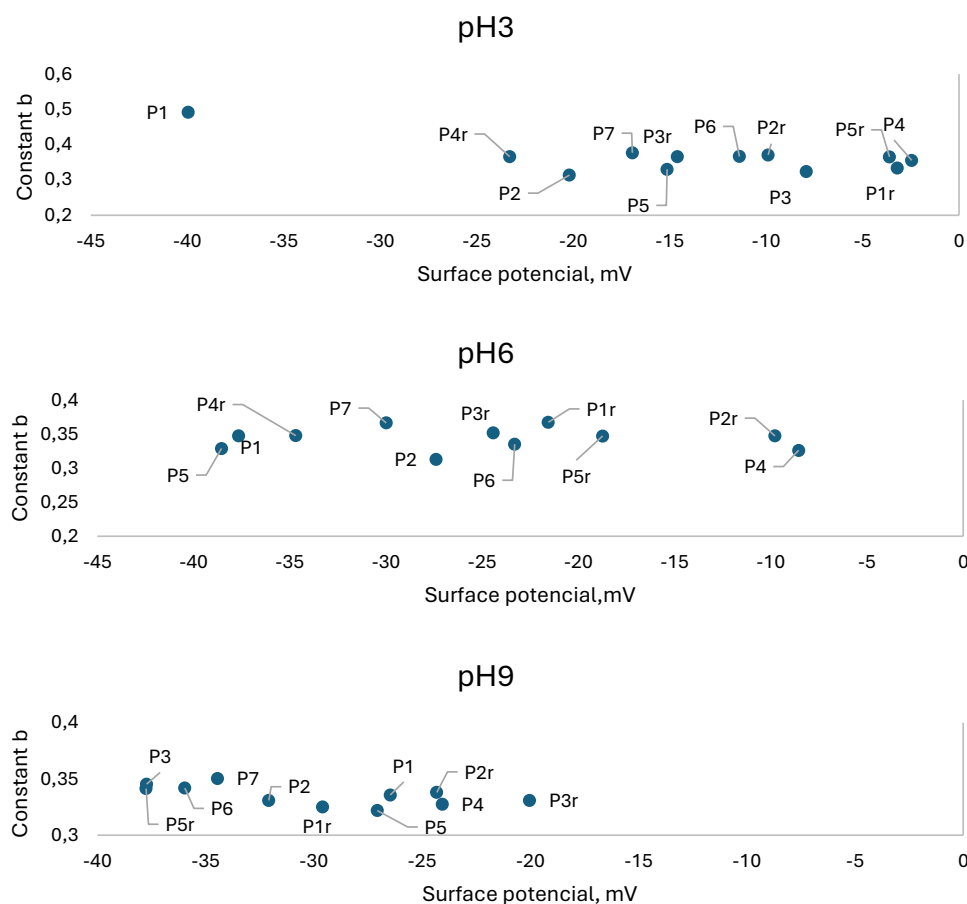 pH3
Constant b
0,6
0,5
0,4
0,3
0,2
P1
P4r
P2
P7
P3r
P5
P6
P2r
P3
P5r
P4
P1r
-45 -40 -35 -30 -25 -20 -15 -10 -5 0
Surface potencial, mV
pH6
Constant b
0,4
0,35
0,3
0,25
0,2
P4r
P5
P1
P7
P2
P3r
P6
P1r
P5r
P2r
P4
-45 -40 -35 -30 -25 -20 -15 -10 -5 0
Surface potencial,mV
pH9
Constant b
0,4
0,35
0,3
P3
P5r
P6
P7
P2
P1r
P1
P5
P2r
P4
P3r
-40 -35 -30 -25 -20 -15 -10 -5 0
Surface potencial, mV